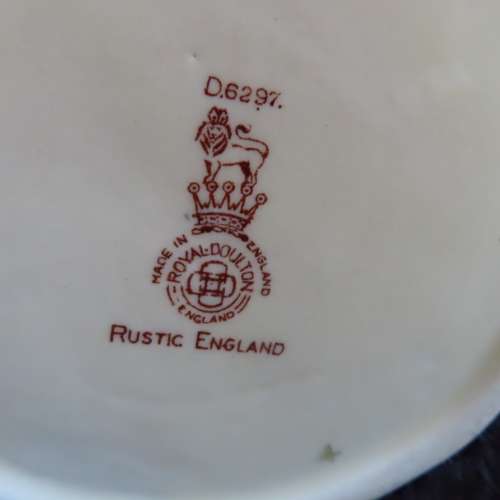 D.6297.
MADE IN ENGLAND
ROYAL-DOULTON
ENGLAND
RUSTIC ENGLAND